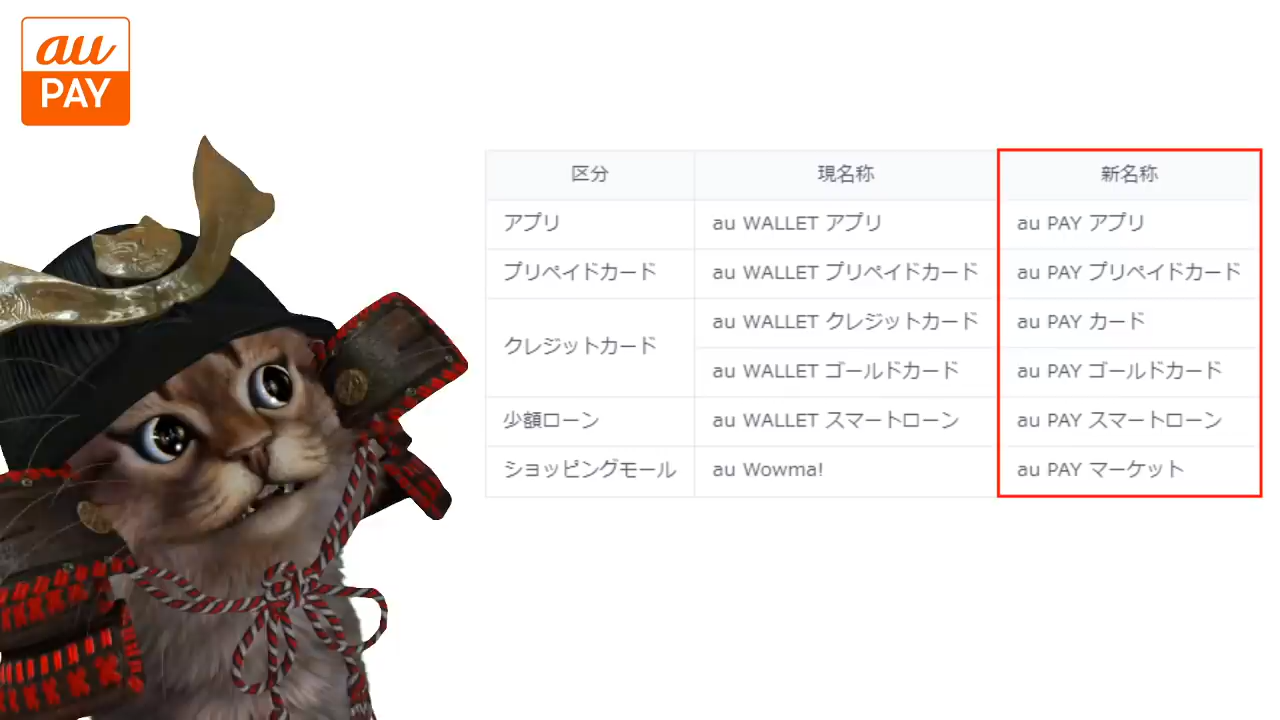 au
PAY
区分 現名称 新名称
アプリ au WALLET アプリ au PAY アプリ
プリペイドカード au WALLET プリペイドカード au PAY プリペイドカード
クレジットカード au WALLET クレジットカード au PAY カード
au WALLET ゴールドカード au PAY ゴールドカード
少額ローン au WALLET スマートローン au PAY スマートローン
ショッピングモール au Wowma! au PAY マーケット